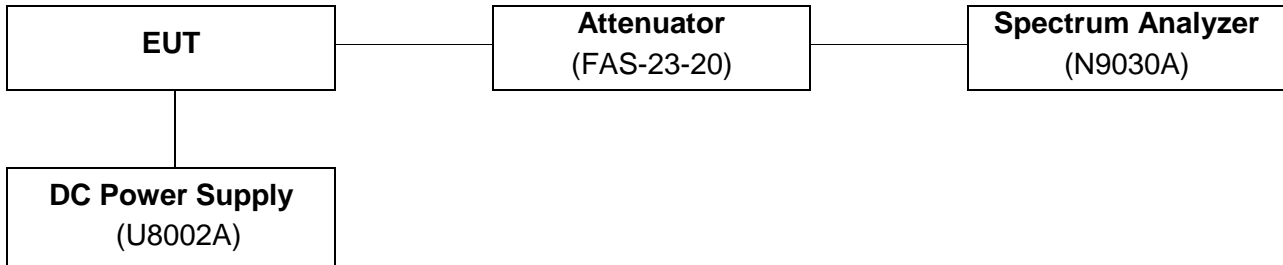 EUT
Attenuator
(FAS-23-20)
Spectrum Analyzer
(N9030A)
DC Power Supply
(U8002A)